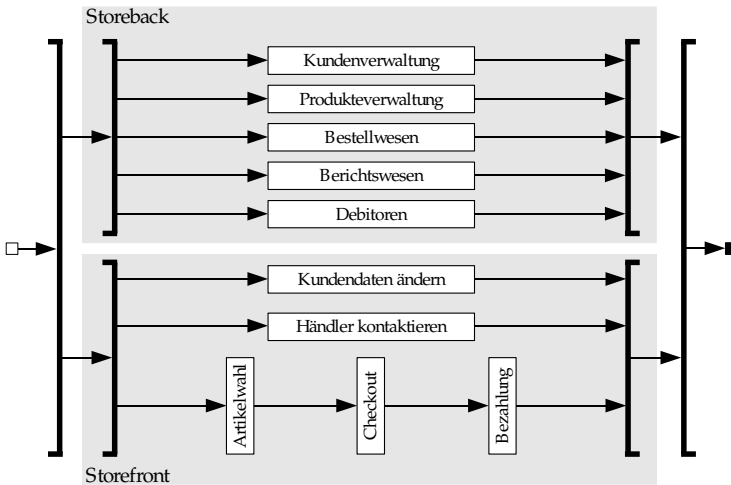 Storeback
Kundenverwaltung
Produkteverwaltung
Bestellwesen
Berichtswesen
Debitoren
Kundendaten ändern
Händler kontaktieren
Artikelwahl
Checkout
Bezahlung
Storefront